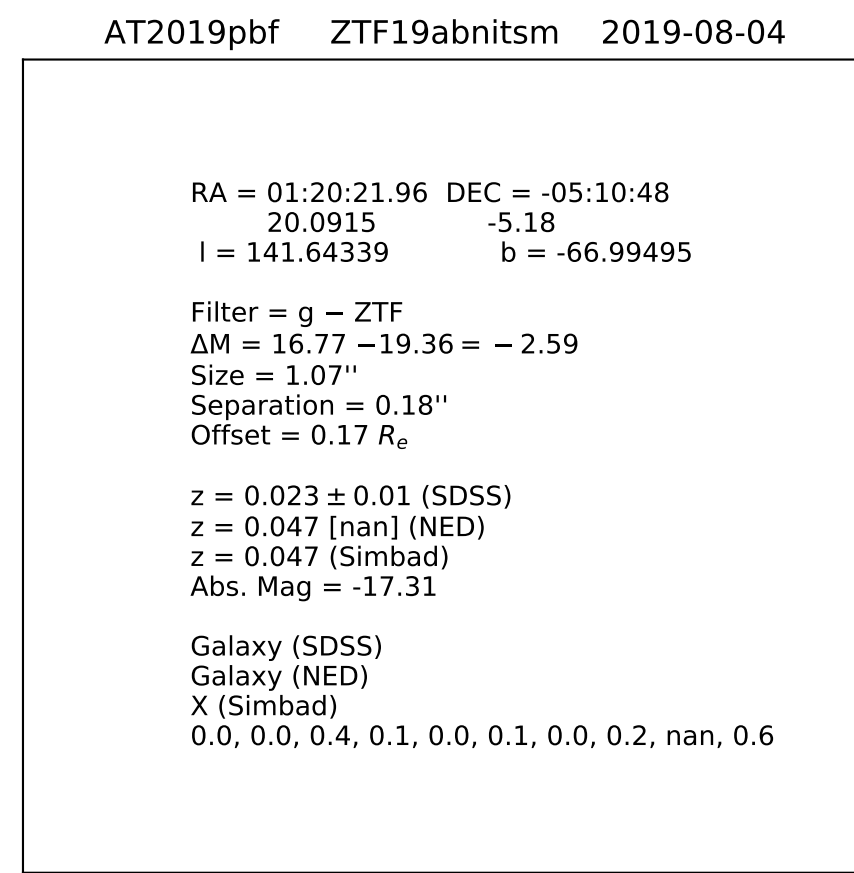 AT2019pbf ZTF19abnitsm 2019-08-04
RA = 01:20:21.96 DEC = -05:10:48
20.0915 -5.18
l = 141.64339 b = -66.99495
Filter = g − ZTF
ΔM = 16.77 −19.36 = − 2.59
Size = 1.07''
Separation = 0.18''
Offset = 0.17 Rₑ
z = 0.023 ± 0.01 (SDSS)
z = 0.047 [nan] (NED)
z = 0.047 (Simbad)
Abs. Mag = -17.31
Galaxy (SDSS)
Galaxy (NED)
X (Simbad)
0.0, 0.0, 0.4, 0.1, 0.0, 0.1, 0.0, 0.2, nan, 0.6